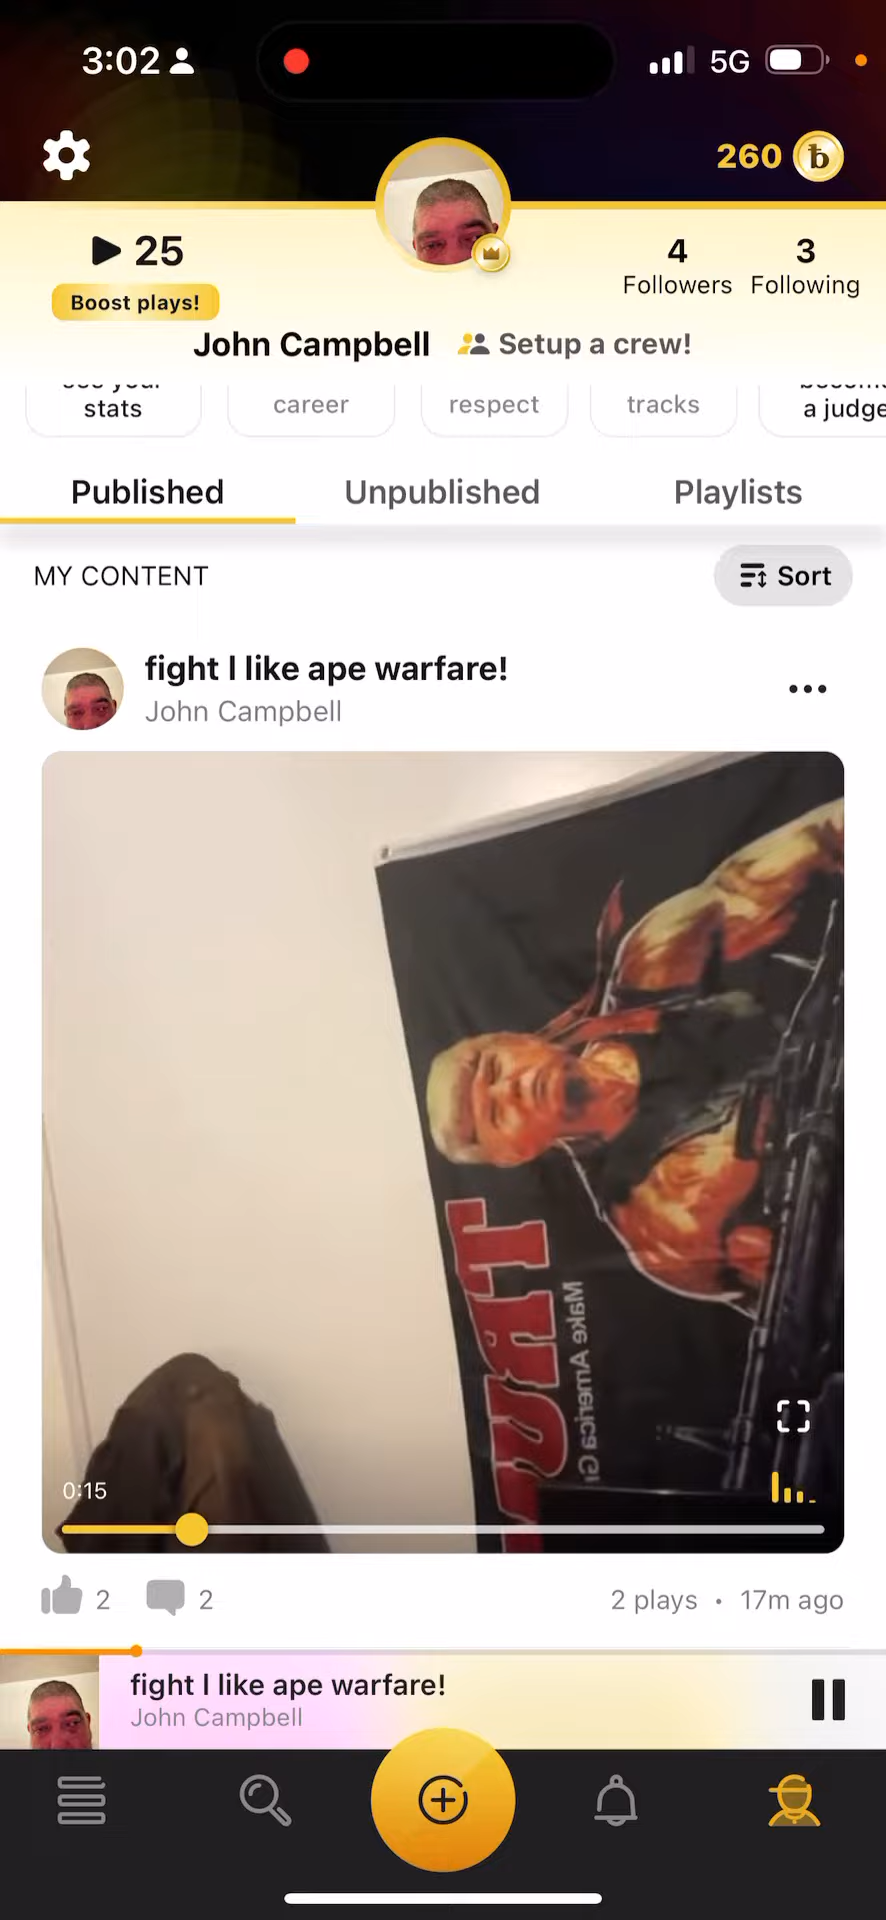 3:02
5G
260
25
4
3
Boost plays!
Followers
Following
John Campbell
Setup a crew!
stats
career
respect
tracks
a judge
Published
Unpublished
Playlists
MY CONTENT
Sort
fight I like ape warfare!
John Campbell
Make America
0:15
2
2
2 plays • 17m ago
fight I like ape warfare!
John Campbell